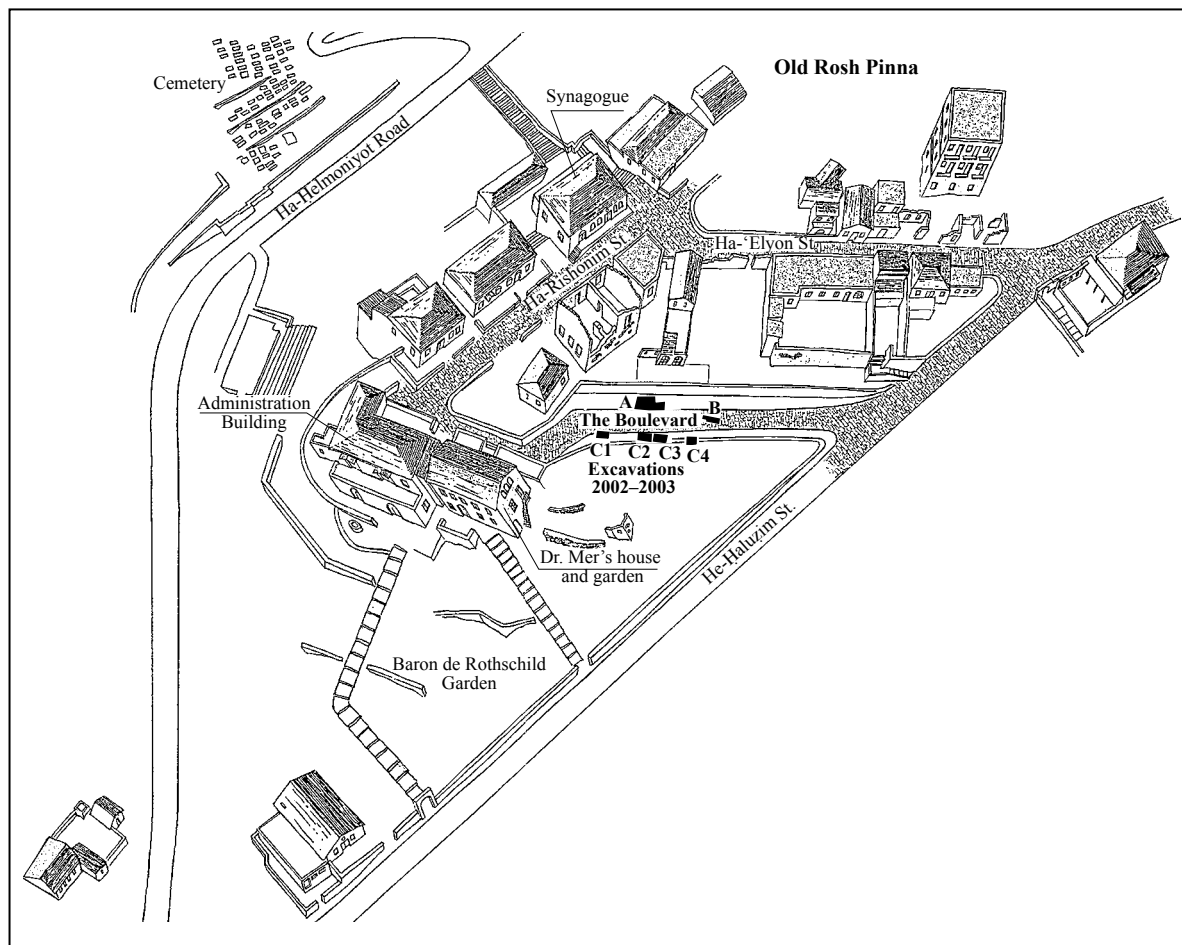 Old Rosh Pinna
Cemetery
Synagogue
Ha-Helmoniyot Road
Ha-‘Elyon St.
Ha-Rishonim St.
Administration
Building
A
B
The Boulevard
C1
C2
C3
C4
Excavations
2002–2003
He-Haluzim St.
Dr. Mer’s house
and garden
Baron de Rothschild
Garden